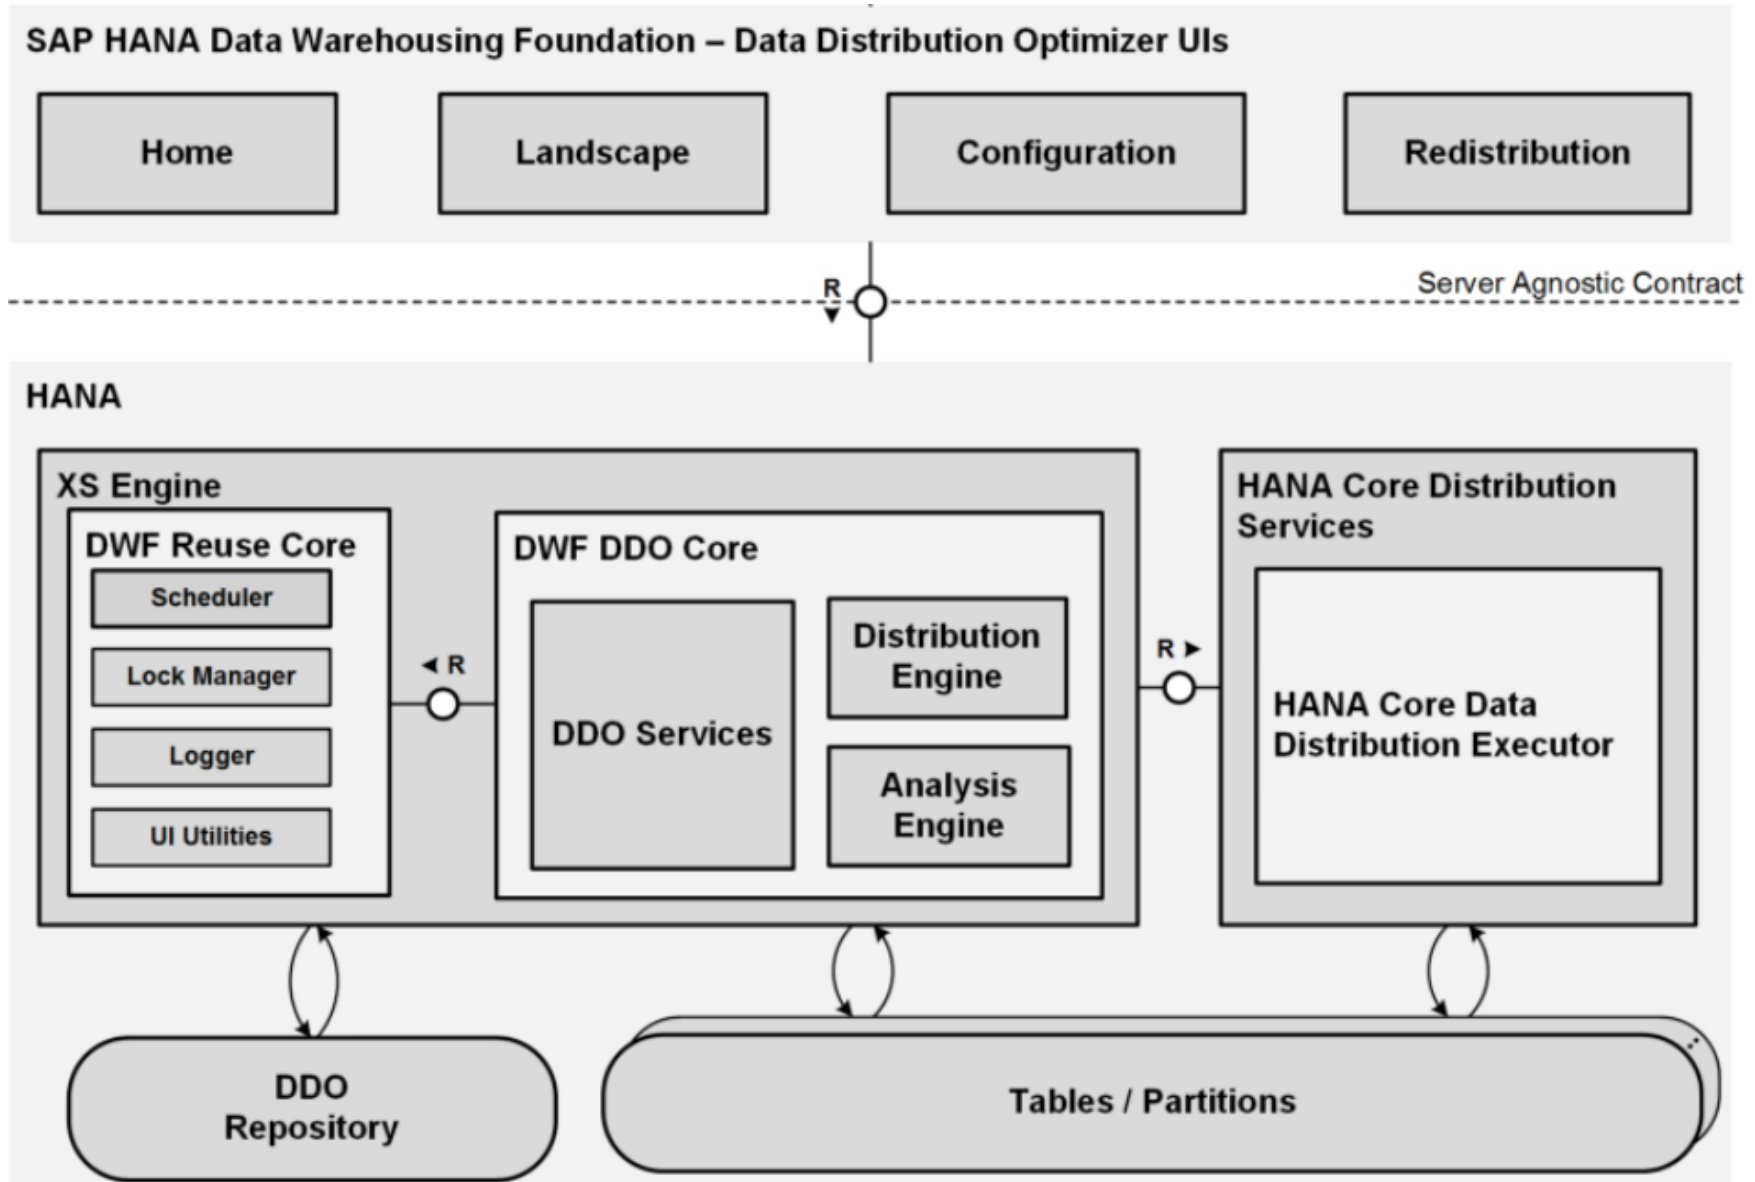 SAP HANA Data Warehousing Foundation – Data Distribution Optimizer UIs
Home
Landscape
Configuration
Redistribution
R
Server Agnostic Contract
HANA
XS Engine
DWF Reuse Core
Scheduler
Lock Manager
Logger
UI Utilities
R
DWF DDO Core
DDO Services
Distribution
Engine
Analysis
Engine
R
HANA Core Distribution
Services
HANA Core Data
Distribution Executor
DDO
Repository
Tables / Partitions